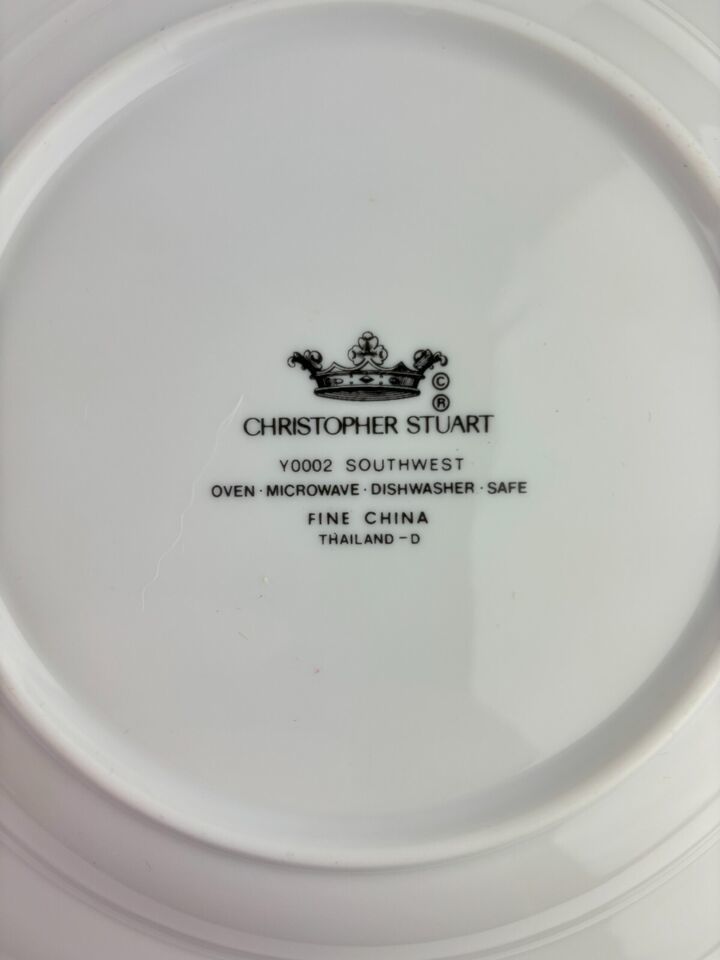 ©
®
CHRISTOPHER STUART
Y0002 SOUTHWEST
OVEN · MICROWAVE · DISHWASHER · SAFE
FINE CHINA
THAILAND - D